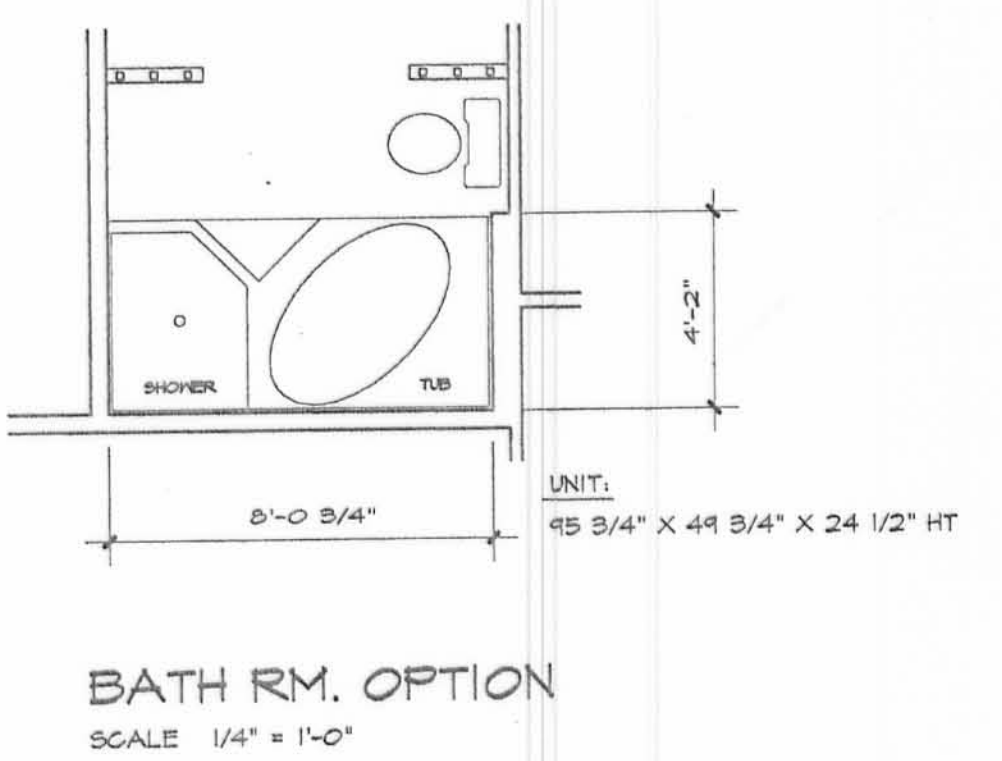 4'-2"
SHOWER
TUB
8'-0 3/4"
UNIT:
95 3/4" X 49 3/4" X 24 1/2" HT
BATH RM. OPTION
SCALE 1/4" = 1'-0"